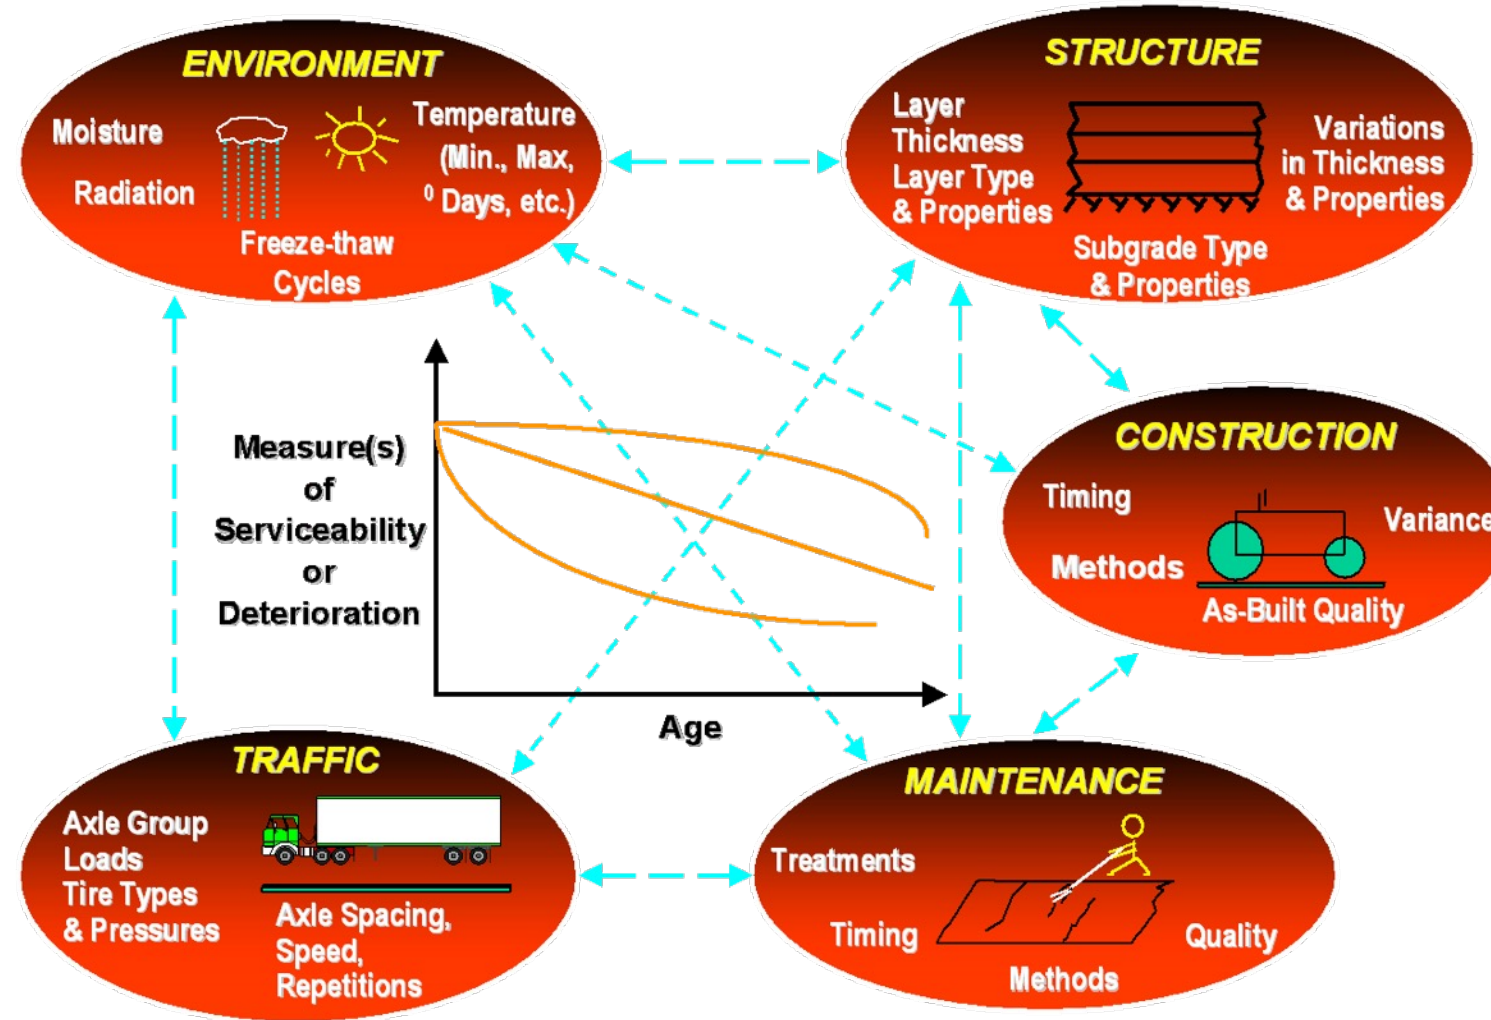 ENVIRONMENT
Moisture
Radiation
Temperature
(Min., Max,
⁰ Days, etc.)
Freeze-thaw
Cycles
STRUCTURE
Layer
Thickness
Layer Type
& Properties
Variations
in Thickness
& Properties
Subgrade Type
& Properties
Measure(s)
of
Serviceability
or
Deterioration
Age
CONSTRUCTION
Timing
Methods
Variance
As-Built Quality
TRAFFIC
Axle Group
Loads
Tire Types
& Pressures
Axle Spacing,
Speed,
Repetitions
MAINTENANCE
Treatments
Timing
Quality
Methods